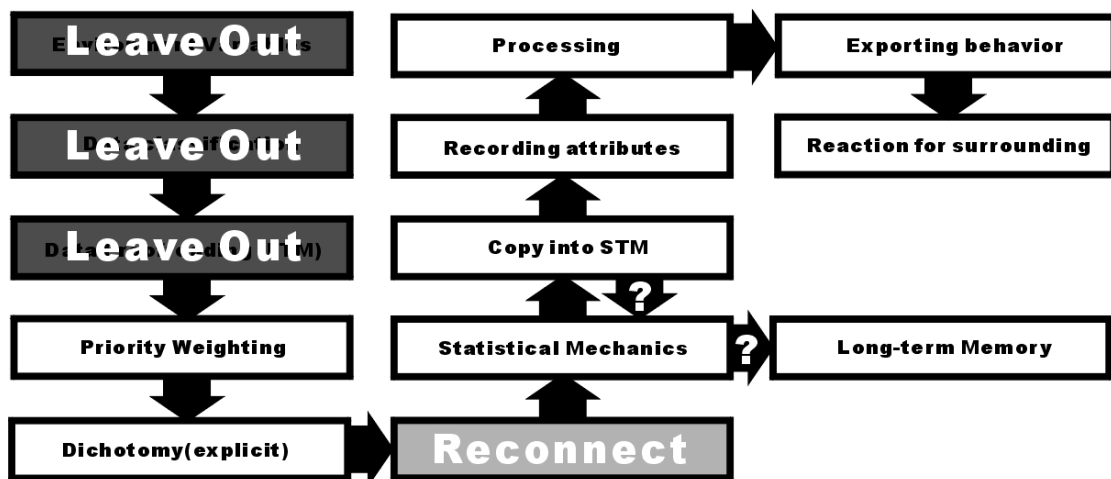 Leave Out
Leave Out
Leave Out
Priority Weighting
Dichotomy(explicit)
Processing
Recording attributes
Copy into STM
?
Statistical Mechanics
?
Reconnect
Exporting behavior
Reaction for surrounding
Long-term Memory